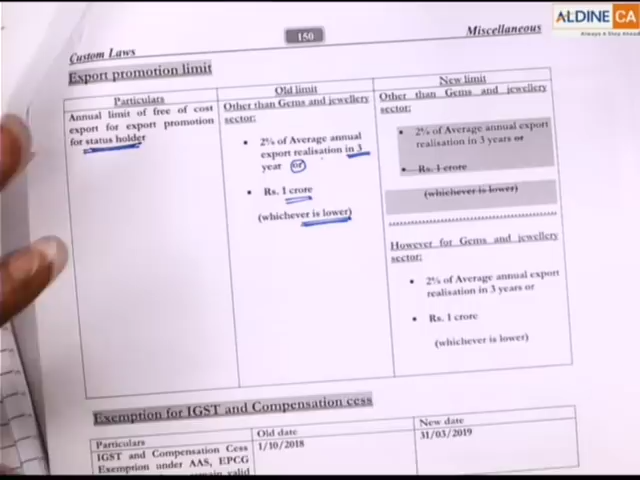 ALDINE CA
Always A Step Ahead
Custom Laws
150
Miscellaneous
Export promotion limit
Particulars
Old limit
New limit
Annual limit of free of cost
export for export promotion
for status holder
Other than Gems and jewellery
sector:
• 2% of Average annual
export realisation in 3
year or
• Rs. 1 crore
(whichever is lower)
Other than Gems and jewellery
sector:
• 2% of Average annual export
realisation in 3 years or
• Rs. 1 crore
(whichever is lower)
However for Gems and jewellery
sector:
• 2% of Average annual export
realisation in 3 years or
• Rs. 1 crore
(whichever is lower)
Exemption for IGST and Compensation cess
Particulars
Old date
New date
IGST and Compensation Cess
Exemption under AAS, EPCG
1/10/2018
31/03/2019